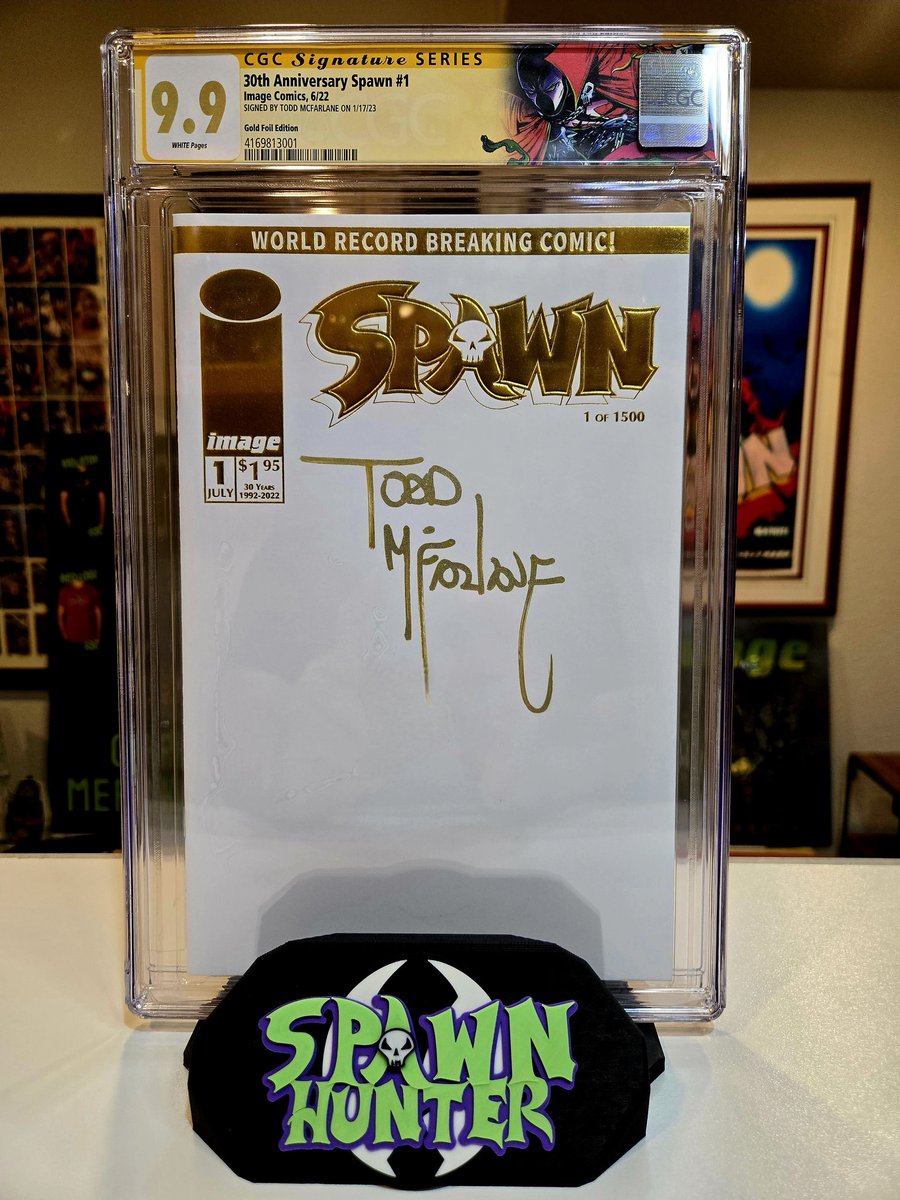 CGC Signature SERIES
30th Anniversary Spawn #1
Image Comics, 6/22
SIGNED BY TODD MCFARLANE ON 1/17/23
Gold Foil Edition
4169813001
9.9
WHITE Pages
CGC
WORLD RECORD BREAKING COMIC!
i
image
1
JULY
$1.95
30 YEARS
1992-2022
SPAWN
1 OF 1500
TODD
McFARLANE
SPAWN
HUNTER